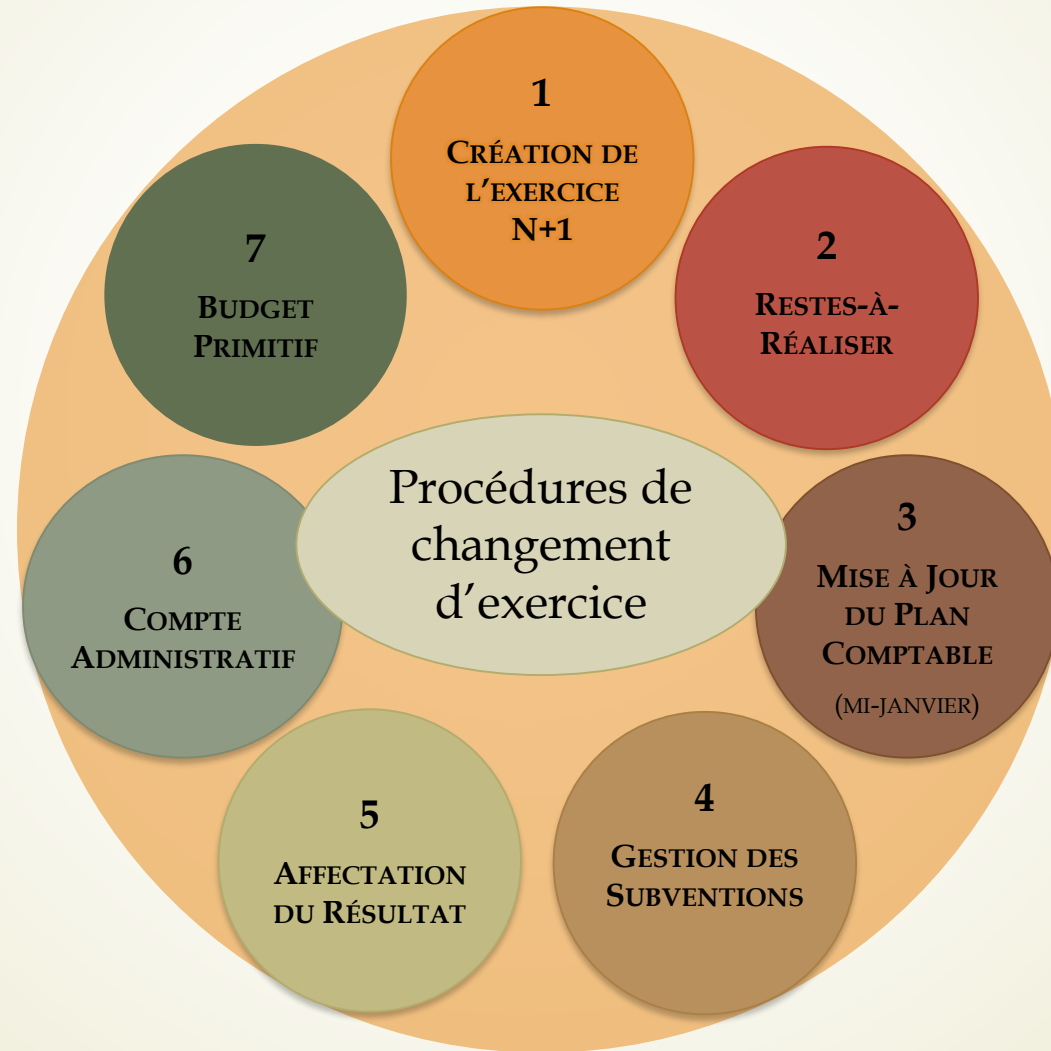 1
CRÉATION DE
L'EXERCICE
N+1
2
RESTES-À-
RÉALISER
3
MISE À JOUR
DU PLAN
COMPTABLE
(MI-JANVIER)
4
GESTION DES
SUBVENTIONS
5
AFFECTATION
DU RÉSULTAT
6
COMPTE
ADMINISTRATIF
7
BUDGET
PRIMITIF
Procédures de
changement
d'exercice